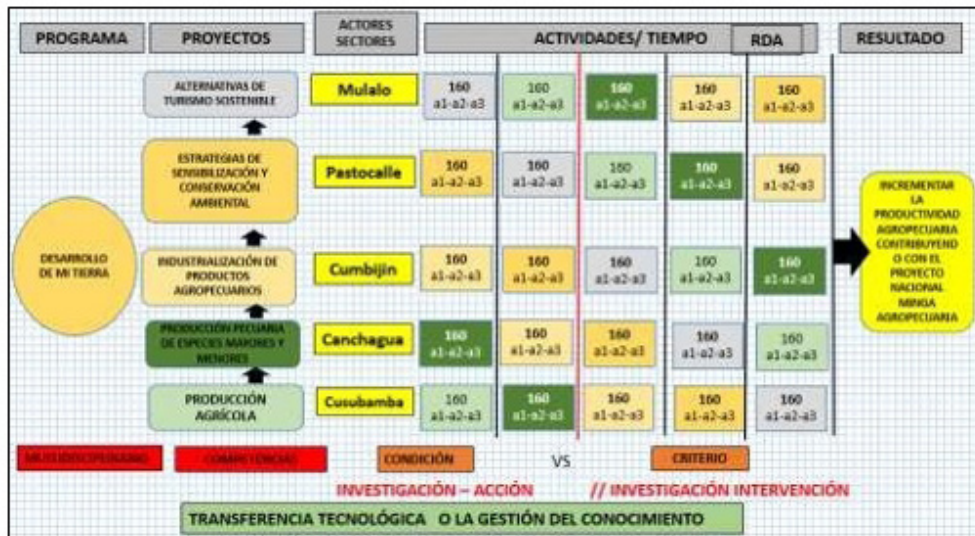 PROGRAMA
PROYECTOS
ACTORES
SECTORES
ACTIVIDADES/ TIEMPO
RDA
RESULTADO
ALTERNATIVAS DE
TURISMO SOSTENIBLE
Mulalo
160
a1-a2-a3
160
a1-a2-a3
160
a1-a2-a3
160
a1-a2-a3
160
a1-a2-a3
ESTRATEGIAS DE
SENSIBILIZACIÓN Y
CONSERVACIÓN
AMBIENTAL
Pastocalle
160
a1-a2-a3
160
a1-a2-a3
160
a1-a2-a3
160
a1-a2-a3
160
a1-a2-a3
DESARROLLO
DE MI TIERRA
INDUSTRIALIZACIÓN DE
PRODUCTOS
AGROPECUARIOS
Cumbijín
160
a1-a2-a3
160
a1-a2-a3
160
a1-a2-a3
160
a1-a2-a3
160
a1-a2-a3
INCREMENTAR
LA
PRODUCTIVIDAD
AGROPECUARIA
CONTRIBUYEND
O CON EL
PROYECTO
NACIONAL
MINGA
AGROPECUARIA
PRODUCCIÓN PECUARIA
DE ESPECIES MAYORES Y
MENORES
Canchagua
160
a1-a2-a3
160
a1-a2-a3
160
a1-a2-a3
160
a1-a2-a3
160
a1-a2-a3
PRODUCCIÓN
AGRÍCOLA
Cusubamba
160
a1-a2-a3
160
a1-a2-a3
160
a1-a2-a3
160
a1-a2-a3
160
a1-a2-a3
COMPETENCIAS
CONDICIÓN
VS
CRITERIO
INVESTIGACIÓN – ACCIÓN
// INVESTIGACIÓN INTERVENCIÓN
TRANSFERENCIA TECNOLÓGICA O LA GESTIÓN DEL CONOCIMIENTO